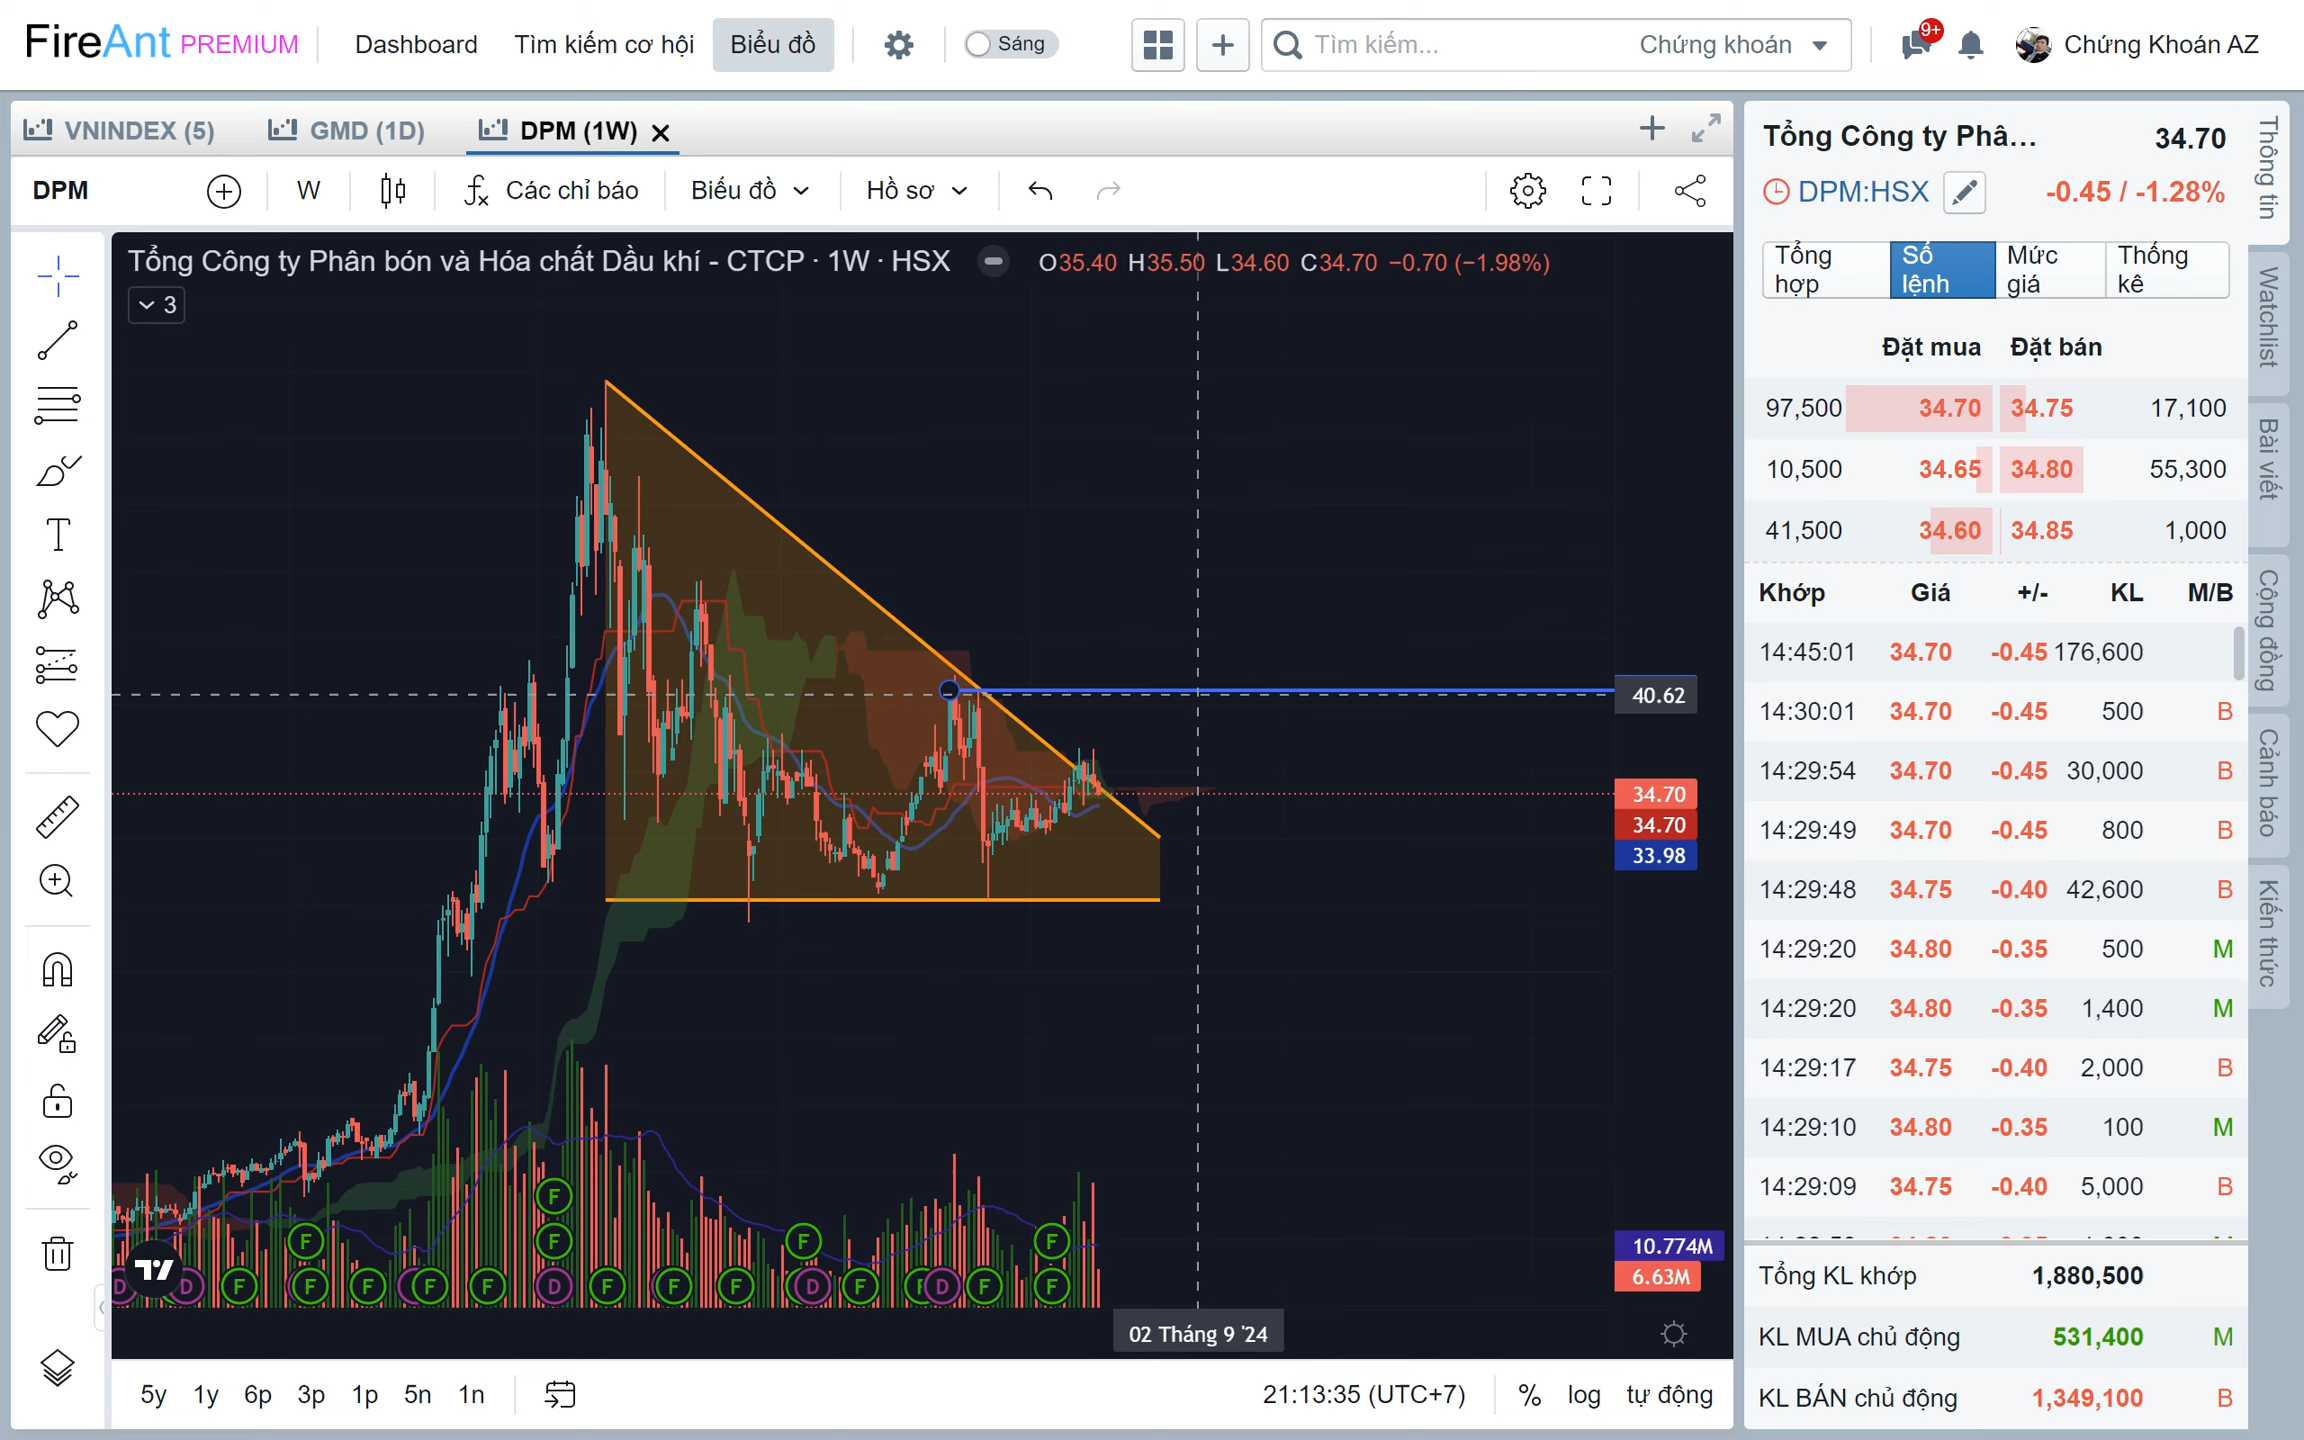 FireAnt PREMIUM Dashboard Tìm kiếm cơ hội Biểu đồ Sáng Tìm kiếm... Chứng khoán 9+ Chứng Khoán AZ
VNINDEX (5) GMD (1D) DPM (1W)
DPM W Các chỉ báo Biểu đồ Hồ sơ
Tổng Công ty Phân bón và Hóa chất Dầu khí - CTCP · 1W · HSX O35.40 H35.50 L34.60 C34.70 −0.70 (−1.98%)
3
40.62
34.70
34.70
33.98
10.774M
6.63M
F
F F F F
D D F F F F F D F F F D F F D F F
02 Tháng 9 '24
5y 1y 6p 3p 1p 5n 1n 21:13:35 (UTC+7) % log tự động
Tổng Công ty Phâ... 34.70
DPM:HSX -0.45 / -1.28%
Tổng hợp Sổ lệnh Mức giá Thống kê
Đặt mua Đặt bán
97,500 34.70 34.75 17,100
10,500 34.65 34.80 55,300
41,500 34.60 34.85 1,000
Khớp Giá +/- KL M/B
14:45:01 34.70 -0.45 176,600
14:30:01 34.70 -0.45 500 B
14:29:54 34.70 -0.45 30,000 B
14:29:49 34.70 -0.45 800 B
14:29:48 34.75 -0.40 42,600 B
14:29:20 34.80 -0.35 500 M
14:29:20 34.80 -0.35 1,400 M
14:29:17 34.75 -0.40 2,000 B
14:29:10 34.80 -0.35 100 M
14:29:09 34.75 -0.40 5,000 B
Tổng KL khớp 1,880,500
KL MUA chủ động 531,400 M
KL BÁN chủ động 1,349,100 B
Thông tin
Watchlist
Bài viết
Cộng đồng
Cảnh báo
Kiến thức